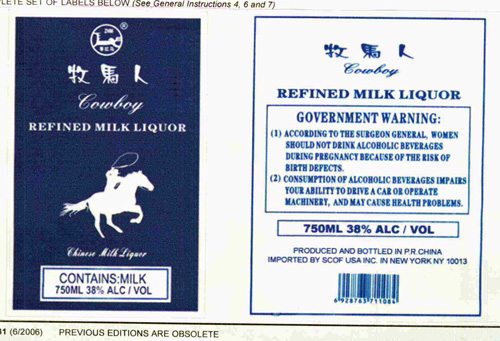 PLETE SET OF LABELS BELOW (See General Instructions 4, 6 and 7)
®
牧馬人
Cowboy
REFINED MILK LIQUOR
Chinese Milk Liquor
CONTAINS:MILK
750ML 38% ALC / VOL
牧馬人
Cowboy
REFINED MILK LIQUOR
GOVERNMENT WARNING:
(1) ACCORDING TO THE SURGEON GENERAL, WOMEN
SHOULD NOT DRINK ALCOHOLIC BEVERAGES
DURING PREGNANCY BECAUSE OF THE RISK OF
BIRTH DEFECTS.
(2) CONSUMPTION OF ALCOHOLIC BEVERAGES IMPAIRS
YOUR ABILITY TO DRIVE A CAR OR OPERATE
MACHINERY, AND MAY CAUSE HEALTH PROBLEMS.
750ML 38% ALC / VOL
PRODUCED AND BOTTLED IN P.R.CHINA
IMPORTED BY SCOF USA INC. IN NEW YORK NY 10013
6 928763 711084
31 (6/2006) PREVIOUS EDITIONS ARE OBSOLETE